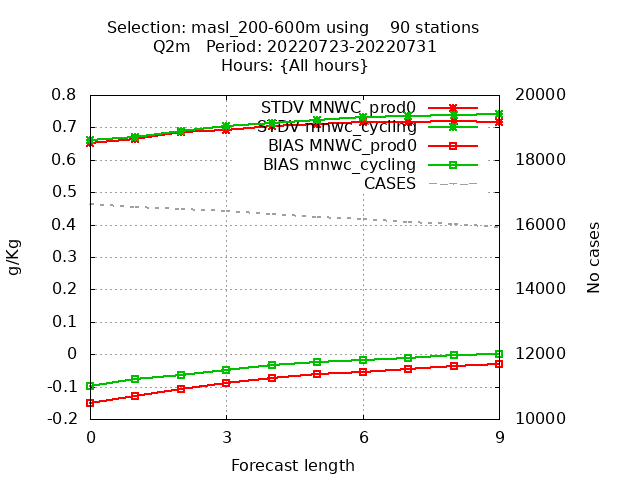 Selection: masl_200-600m using    90 stations
Q2m   Period: 20220723-20220731
Hours: {All hours}
0.8
0.7
0.6
0.5
0.4
0.3
0.2
0.1
0
-0.1
-0.2
g/Kg
STDV MNWC_prod0
STDV mnwc_cycling
BIAS MNWC_prod0
BIAS mnwc_cycling
CASES
20000
18000
16000
14000
12000
10000
No cases
0 3 6 9
Forecast length